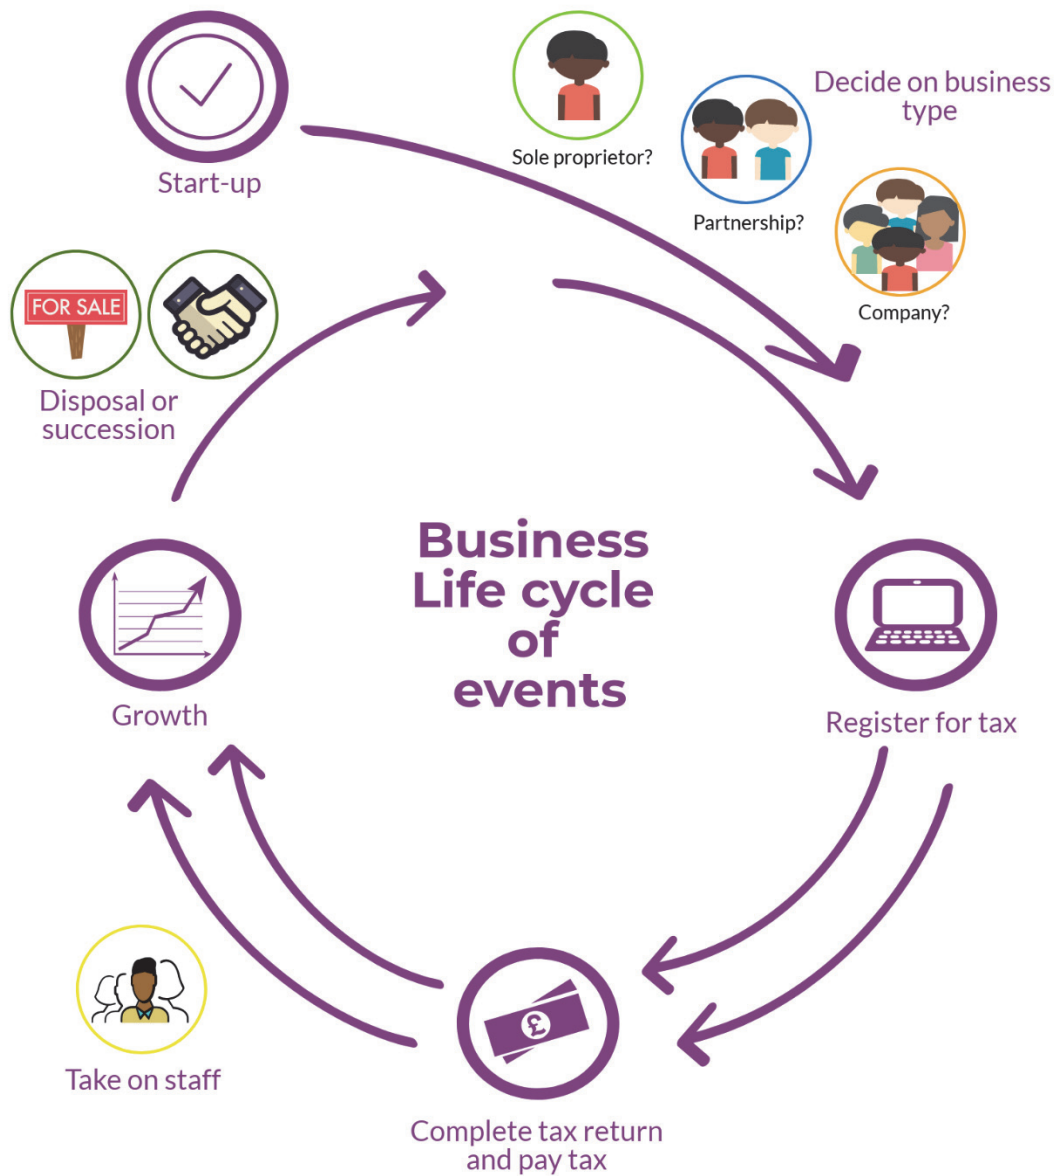 Start-up
Sole proprietor?
Partnership?
Company?
Decide on business
type
FOR SALE
Disposal or
succession
Business
Life cycle
of
events
Growth
Register for tax
Take on staff
£
Complete tax return
and pay tax